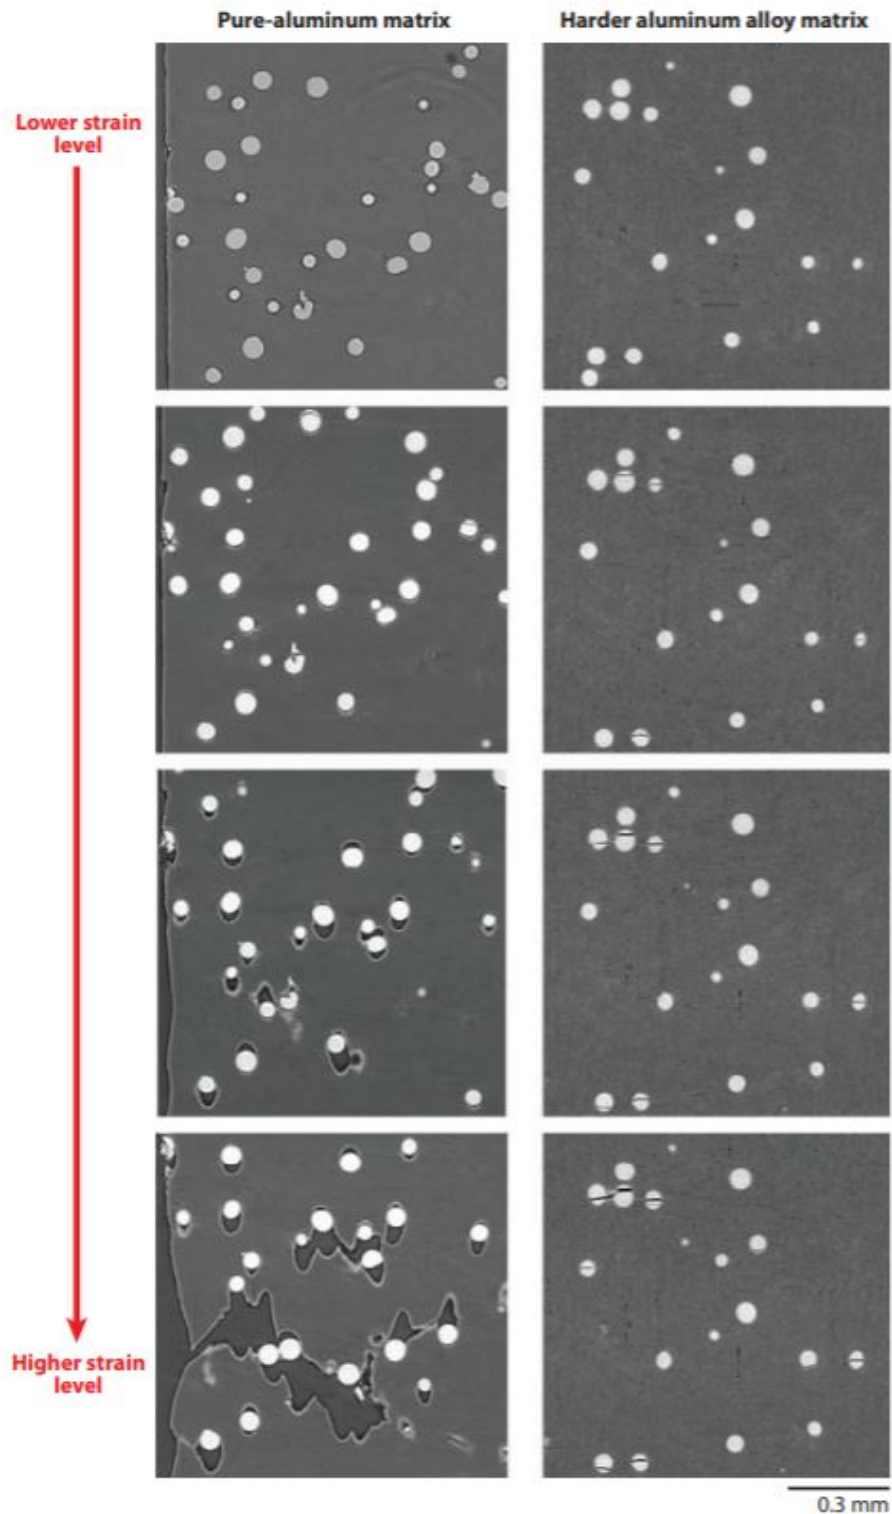 Pure-aluminum matrix
Harder aluminum alloy matrix
Lower strain
level
Higher strain
level
0.3 mm